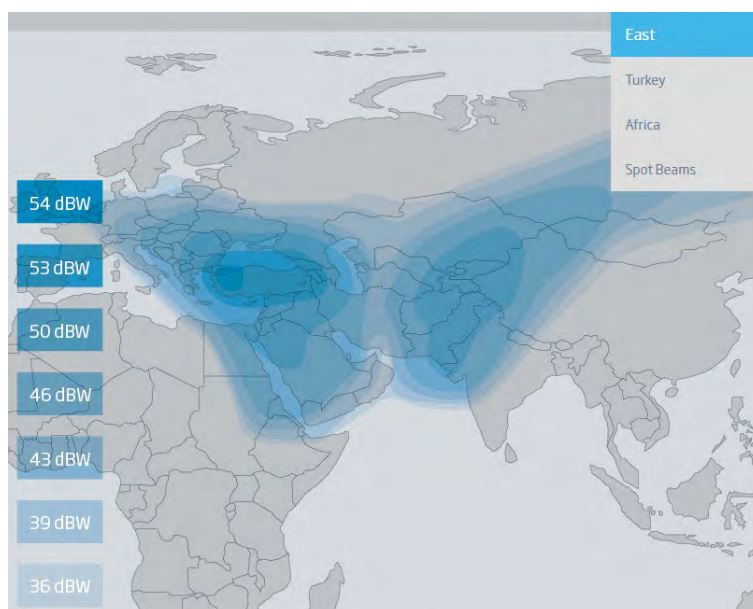 East
Turkey
Africa
Spot Beams
54 dBW
53 dBW
50 dBW
46 dBW
43 dBW
39 dBW
36 dBW